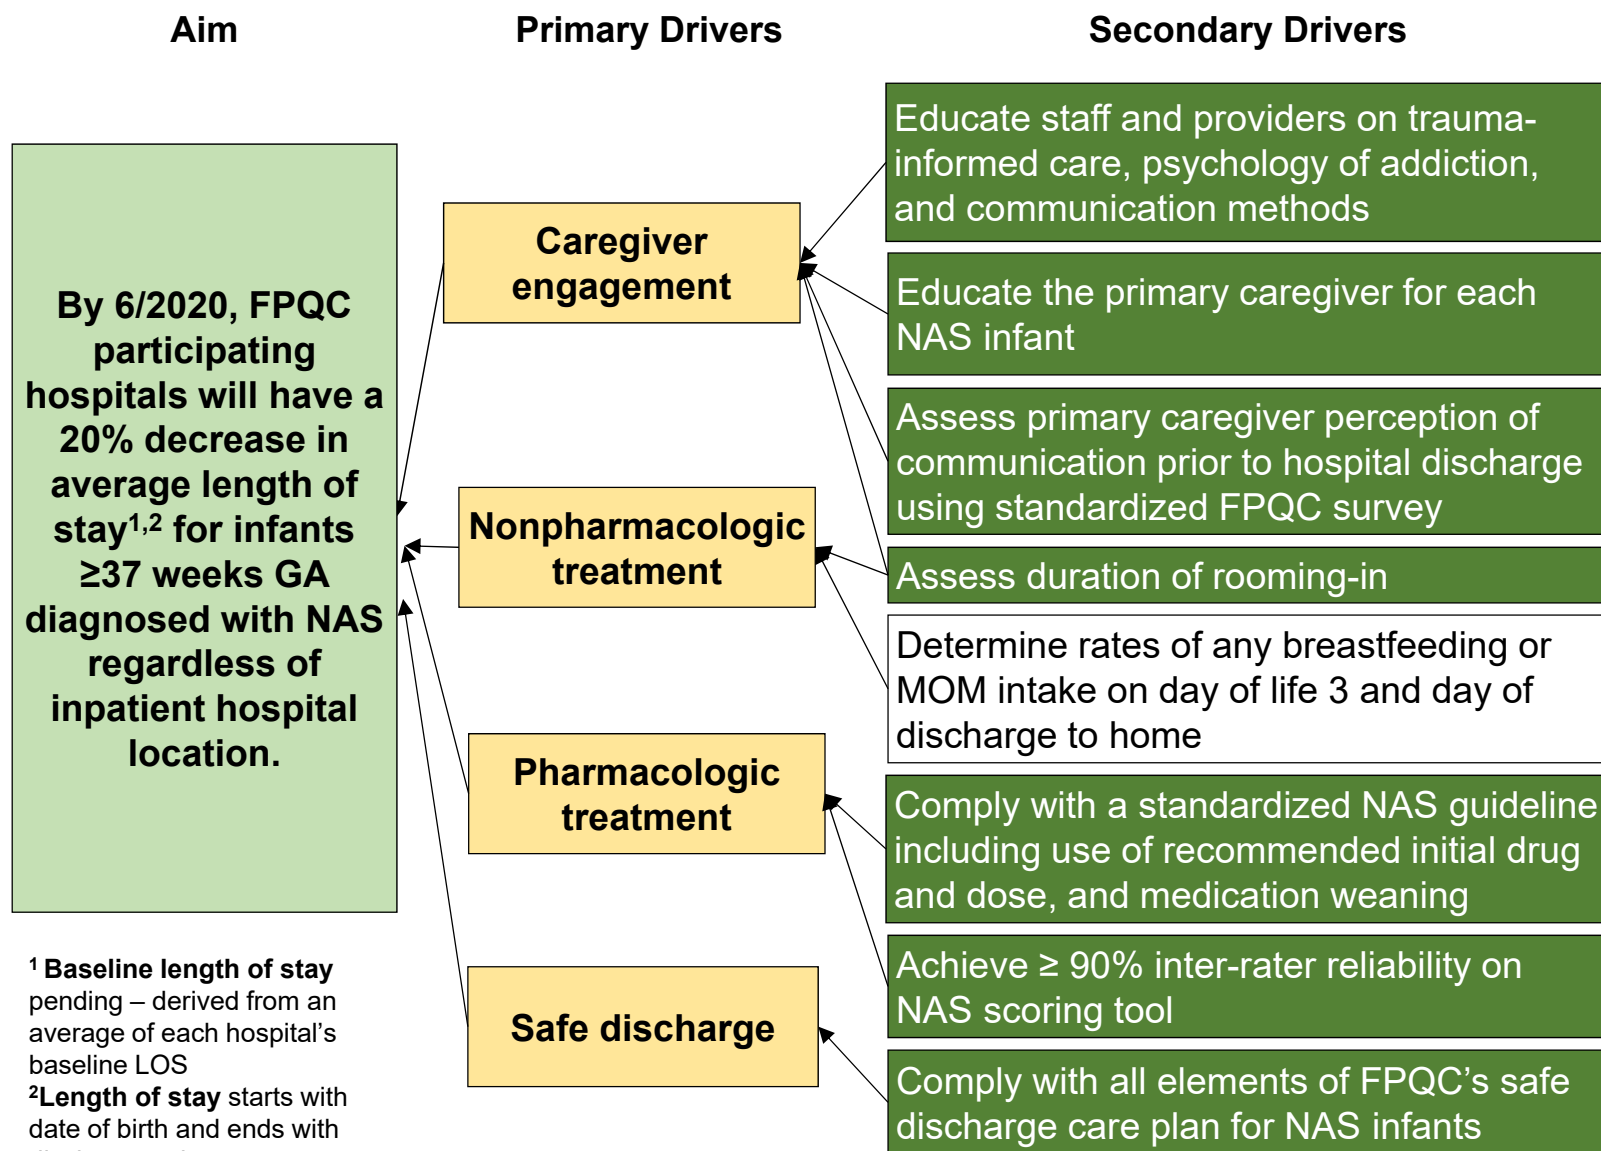 Aim
Primary Drivers
Secondary Drivers
By 6/2020, FPQC
participating
hospitals will have a
20% decrease in
average length of
stay1,2 for infants
≥37 weeks GA
diagnosed with NAS
regardless of
inpatient hospital
location.
1 Baseline length of stay
pending – derived from an
average of each hospital’s
baseline LOS
2Length of stay starts with
date of birth and ends with
Caregiver
engagement
Nonpharmacologic
treatment
Pharmacologic
treatment
Safe discharge
Educate staff and providers on trauma-
informed care, psychology of addiction,
and communication methods
Educate the primary caregiver for each
NAS infant
Assess primary caregiver perception of
communication prior to hospital discharge
using standardized FPQC survey
Assess duration of rooming-in
Determine rates of any breastfeeding or
MOM intake on day of life 3 and day of
discharge to home
Comply with a standardized NAS guideline
including use of recommended initial drug
and dose, and medication weaning
Achieve ≥ 90% inter-rater reliability on
NAS scoring tool
Comply with all elements of FPQC’s safe
discharge care plan for NAS infants